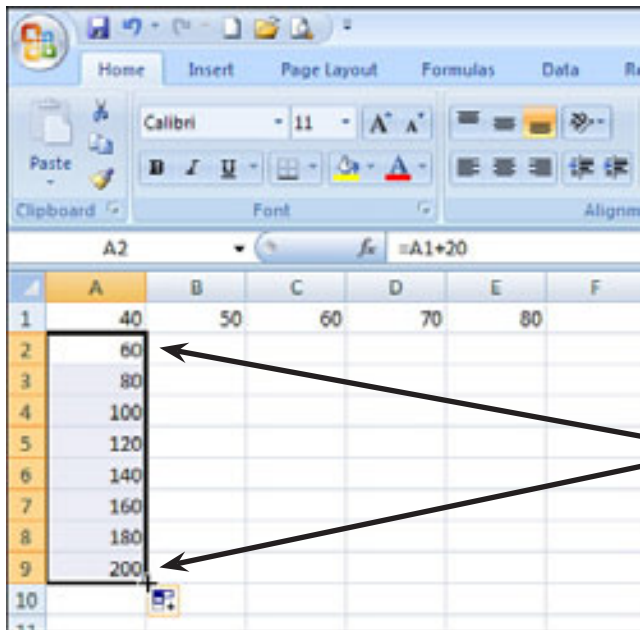 Home Insert Page Layout Formulas Data
Calibri 11 A A
Paste B I U A
Clipboard Font Alignm
A2 fx =A1+20
A B C D E F
1 40 50 60 70 80
2 60
3 80
4 100
5 120
6 140
7 160
8 180
9 200
10
11